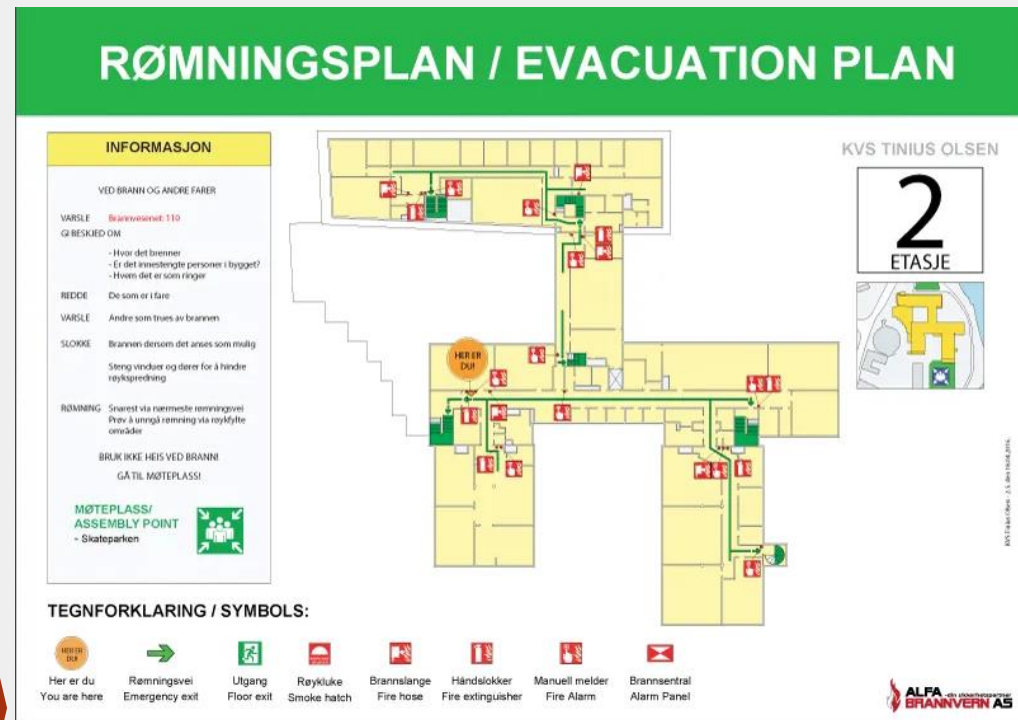 RØMNINGSPLAN / EVACUATION PLAN
INFORMASJON
VED BRANN OG ANDRE FARER
VARSLE Brannvesenet: 110
GI BESKJED OM
- Hvor det brenner
- Er det innestengte personer i bygget?
- Hvem det er som ringer
REDDE De som er i fare
VARSLE Andre som trues av brannen
SLOKKE Brannen dersom det anses som mulig
Steng vinduer og dører for å hindre
røykspredning
RØMNING Snarest via nærmeste rømningsvei
Prøv å unngå rømning via røykfylte
områder
BRUK IKKE HEIS VED BRANN!
GÅ TIL MØTEPLASS!
MØTEPLASS/
ASSEMBLY POINT
- Skateparken
HER ER
DU!
KVS TINIUS OLSEN
2
ETASJE
TEGNFORKLARING / SYMBOLS:
HER ER
DU!
Her er du
You are here
Rømningsvei
Emergency exit
Utgang
Floor exit
Røykluke
Smoke hatch
Brannslange
Fire hose
Håndslokker
Fire extinguisher
Manuell melder
Fire Alarm
Brannsentral
Alarm Panel
ALFA
BRANNVERN AS